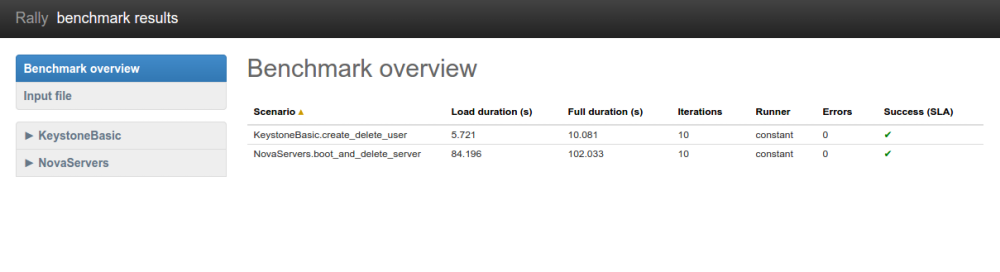 Rally benchmark results
Benchmark overview
Input file
▶ KeystoneBasic
▶ NovaServers
Benchmark overview
Scenario ▲ Load duration (s) Full duration (s) Iterations Runner Errors Success (SLA)
KeystoneBasic.create_delete_user 5.721 10.081 10 constant 0 ✔
NovaServers.boot_and_delete_server 84.196 102.033 10 constant 0 ✔